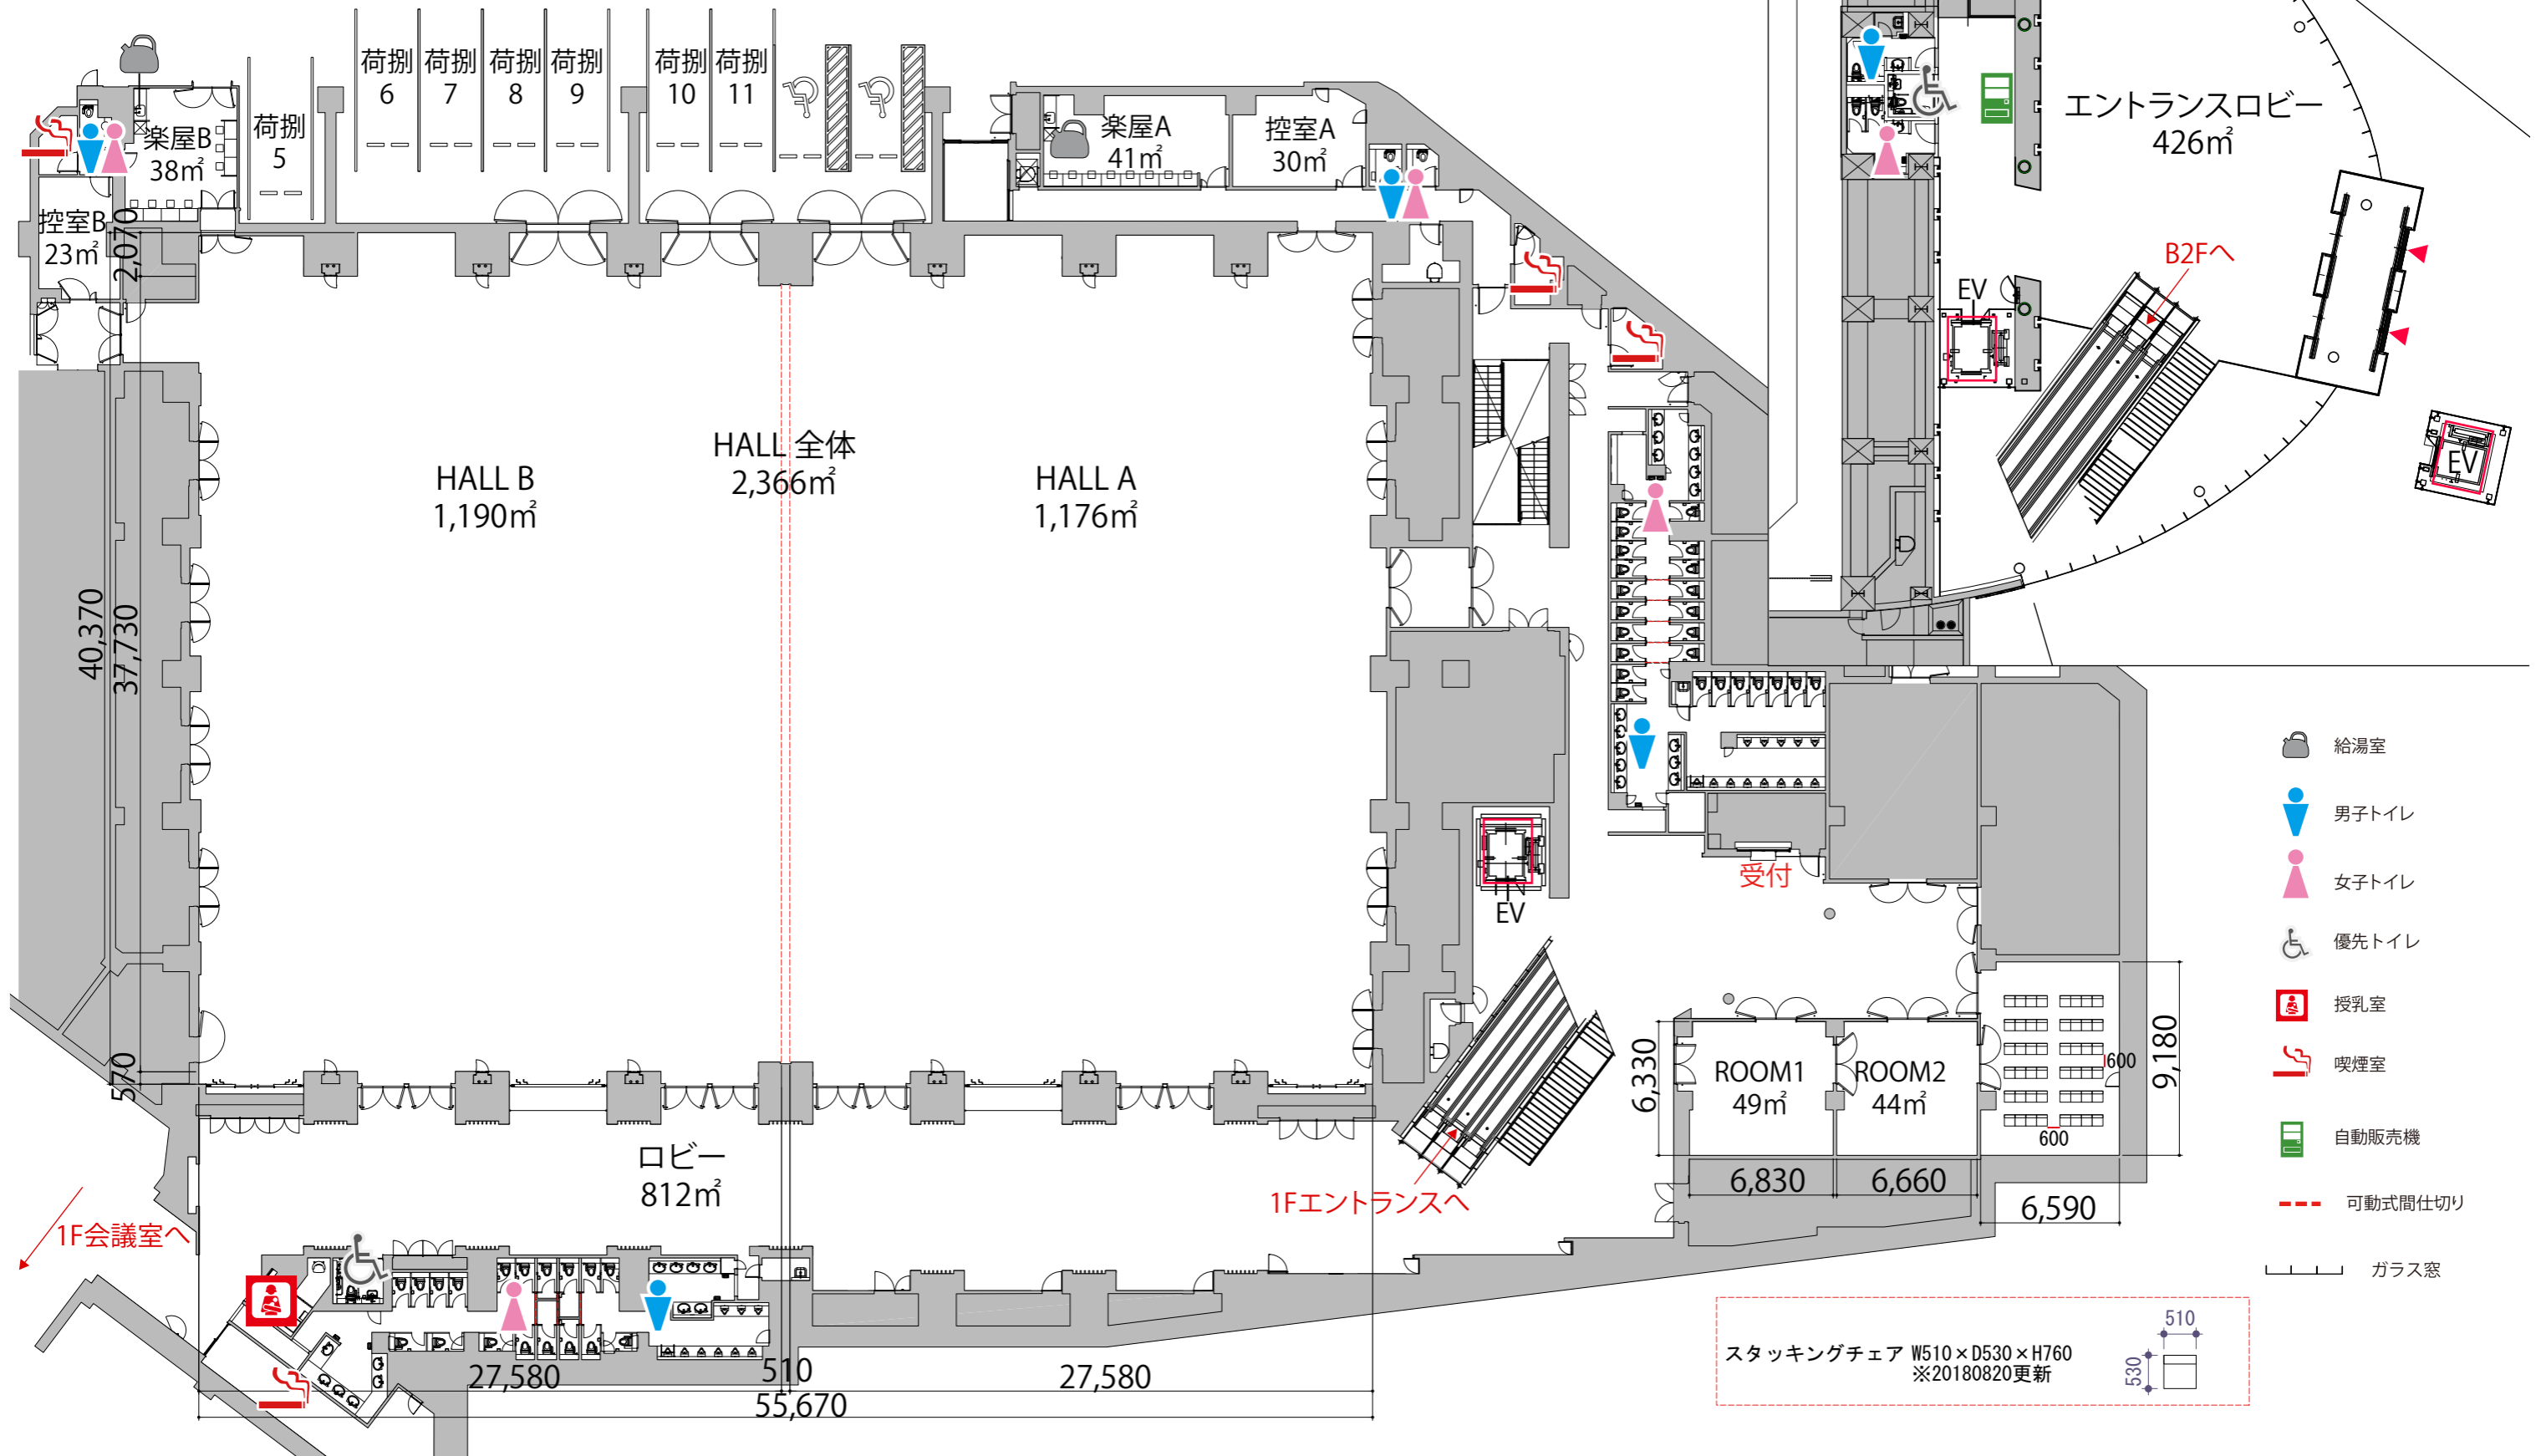 荷捌
6
荷捌
7
荷捌
8
荷捌
9
荷捌
10
荷捌
11
荷捌
5
楽屋B
38㎡
控室B
23㎡
楽屋A
41㎡
控室A
30㎡
エントランスロビー
426㎡
B2Fへ
EV
EV
2,070
HALL 全体
2,366㎡
HALL B
1,190㎡
HALL A
1,176㎡
40,370
37,730
570
受付
EV
ROOM1
49㎡
ROOM2
44㎡
6,330
9,180
600
600
6,830
6,660
6,590
ロビー
812㎡
1Fエントランスへ
1F会議室へ
27,580
510
27,580
55,670
給湯室
男子トイレ
女子トイレ
優先トイレ
授乳室
喫煙室
自動販売機
可動式間仕切り
ガラス窓
スタッキングチェア W510×D530×H760
※20180820更新
510
530